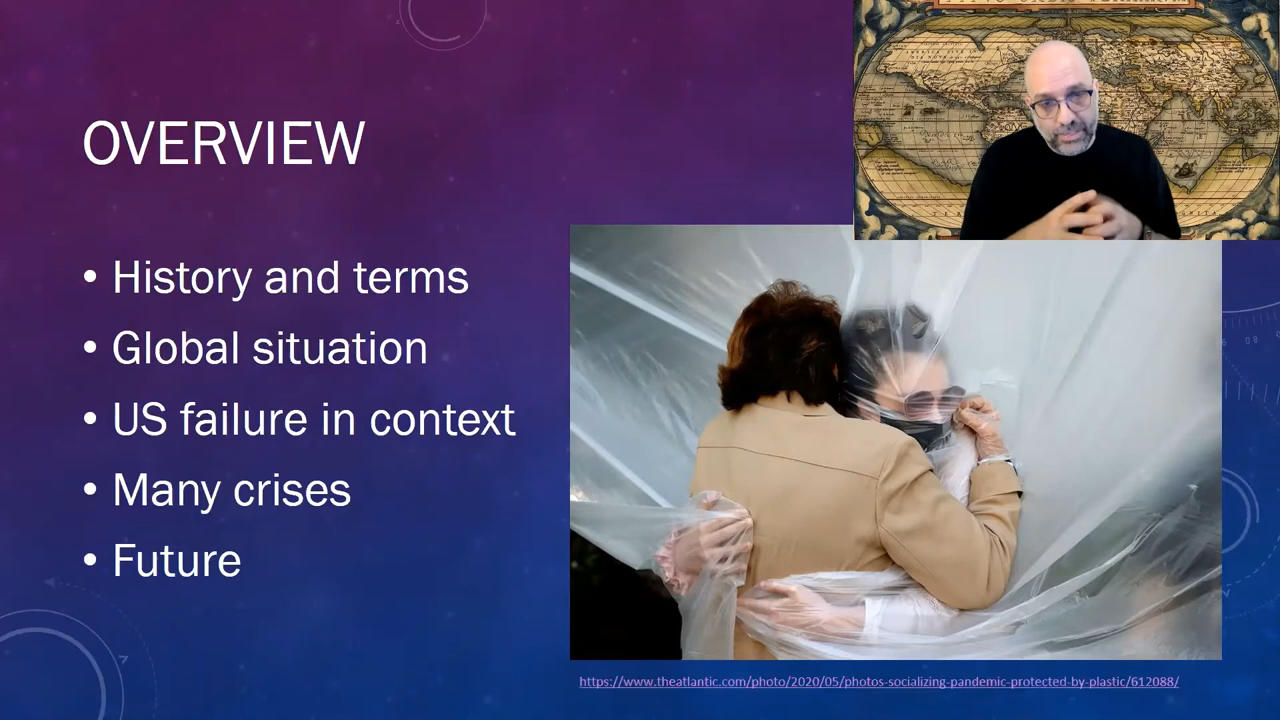 OVERVIEW
• History and terms
• Global situation
• US failure in context
• Many crises
• Future
https://www.theatlantic.com/photo/2020/05/photos-socializing-pandemic-protected-by-plastic/612088/